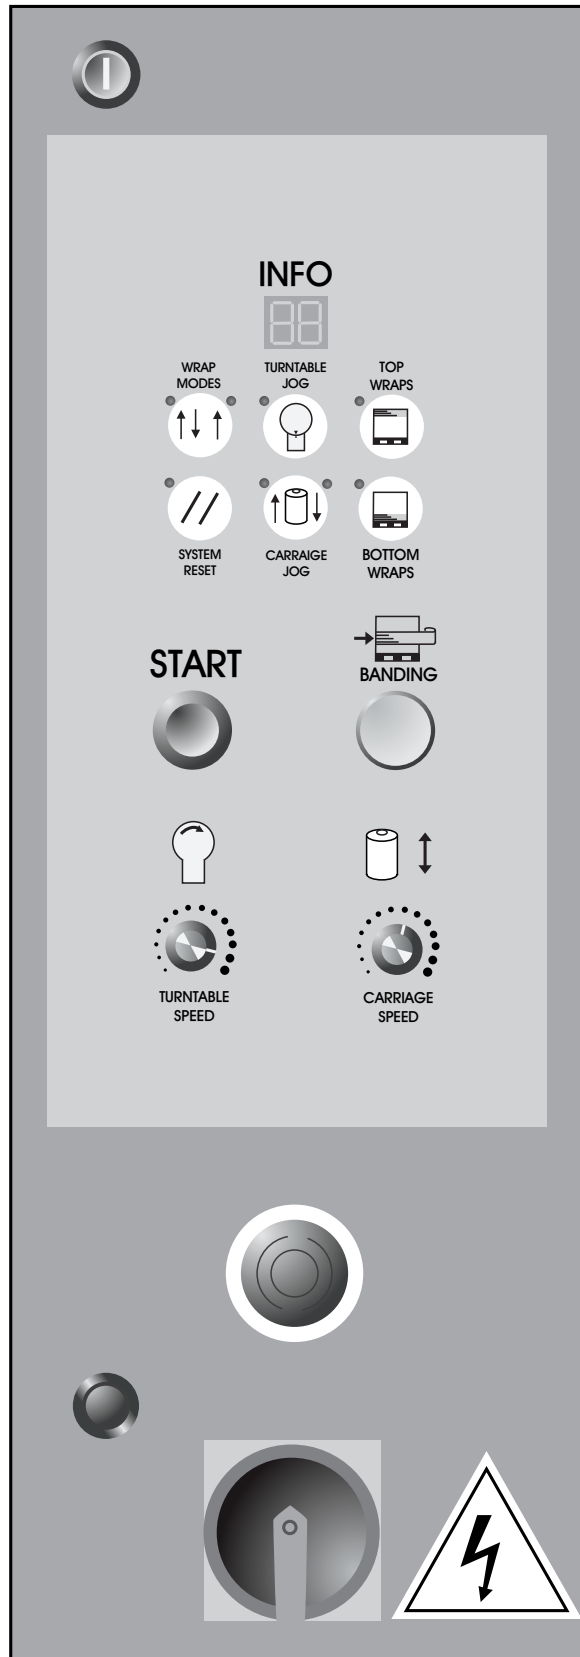 INFO
88
WRAP
MODES
TURNTABLE
JOG
TOP
WRAPS
SYSTEM
RESET
CARRAIGE
JOG
BOTTOM
WRAPS
START
BANDING
TURNTABLE
SPEED
CARRIAGE
SPEED